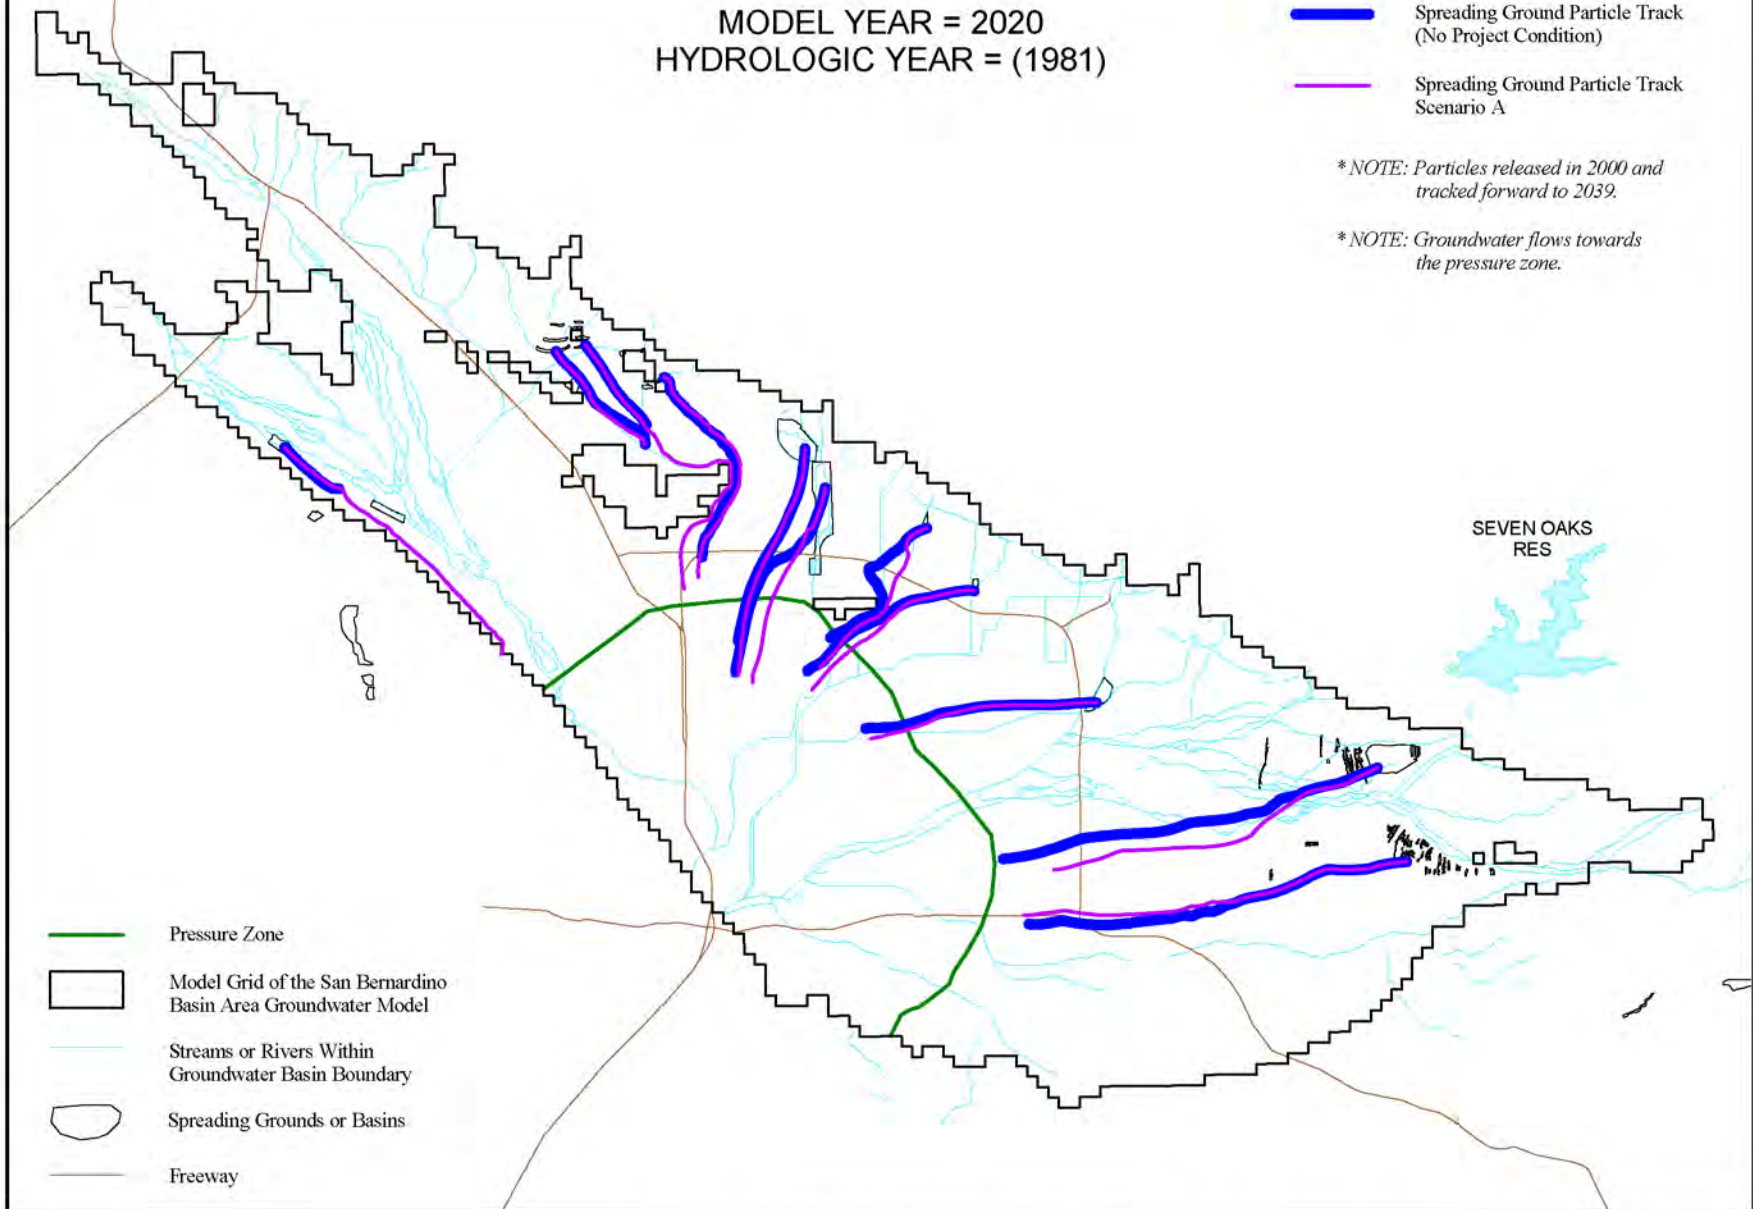 MODEL YEAR = 2020
HYDROLOGIC YEAR = (1981)
Spreading Ground Particle Track
(No Project Condition)
Spreading Ground Particle Track
Scenario A
* NOTE: Particles released in 2000 and
tracked forward to 2039.
* NOTE: Groundwater flows towards
the pressure zone.
SEVEN OAKS
RES
Pressure Zone
Model Grid of the San Bernardino
Basin Area Groundwater Model
Streams or Rivers Within
Groundwater Basin Boundary
Spreading Grounds or Basins
Freeway